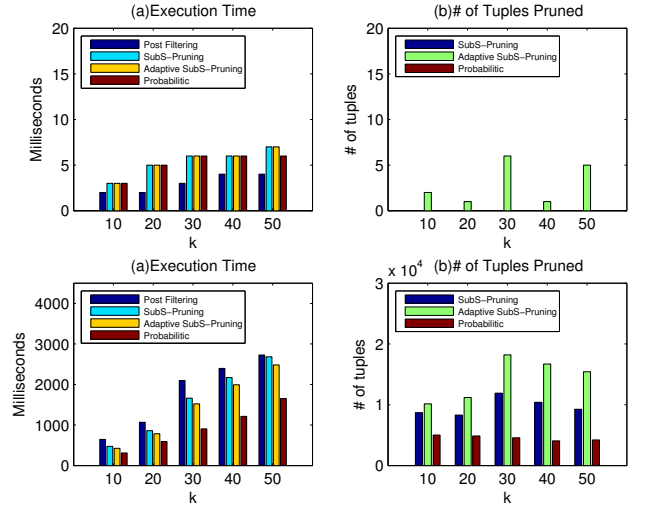 (a)Execution Time
20
15
10
5
0
Milliseconds
Post Filtering
SubS-Pruning
Adaptive SubS-Pruning
Probabilitic
10 20 30 40 50
k
(b)# of Tuples Pruned
20
15
10
5
0
# of tuples
SubS-Pruning
Adaptive SubS-Pruning
Probabilitic
10 20 30 40 50
k
(a)Execution Time
4000
3000
2000
1000
0
Milliseconds
Post Filtering
SubS-Pruning
Adaptive SubS-Pruning
Probabilitic
10 20 30 40 50
k
(b)# of Tuples Pruned
x 10^4
3
2
1
0
# of tuples
SubS-Pruning
Adaptive SubS-Pruning
Probabilitic
10 20 30 40 50
k